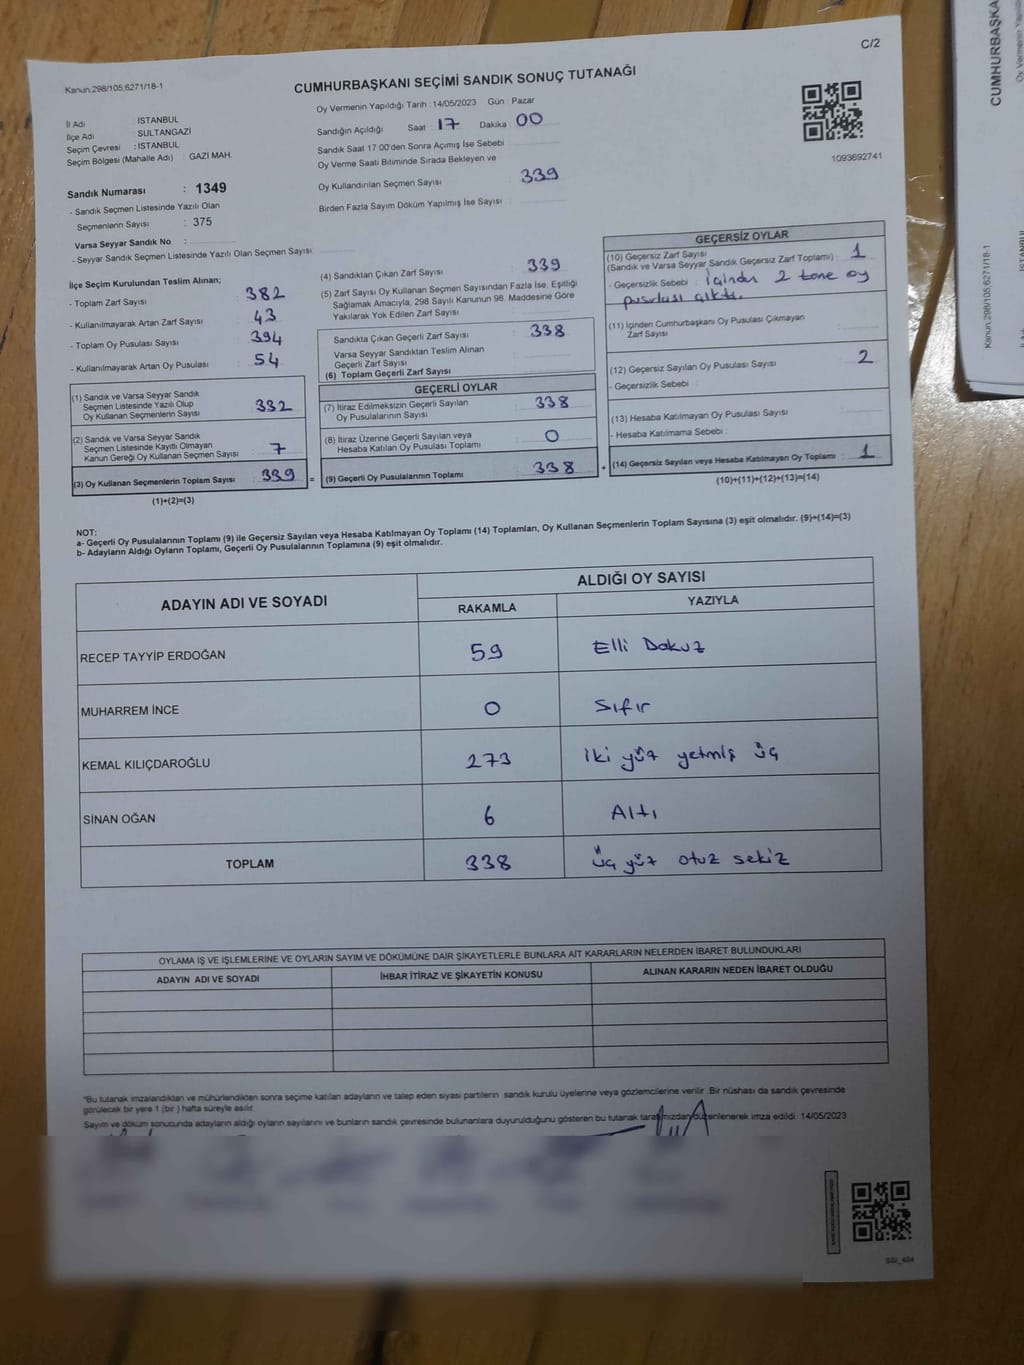 C/2
Kanun.298/105;6271/18-1
CUMHURBAŞKANI SEÇİMİ SANDIK SONUÇ TUTANAĞI
İl Adı : İSTANBUL
İlçe Adı : SULTANGAZİ
Seçim Çevresi : İSTANBUL
Seçim Bölgesi (Mahalle Adı) : GAZİ MAH.
Sandık Numarası : 1349
- Sandık Seçmen Listesinde Yazılı Olan
Seçmenlerin Sayısı : 375
Varsa Seyyar Sandık No :
- Seyyar Sandık Seçmen Listesinde Yazılı Olan Seçmen Sayısı:
Oy Vermenin Yapıldığı Tarih : 14/05/2023 Gün : Pazar
Sandığın Açıldığı Saat : 17 Dakika : 00
Sandık Saat 17:00'den Sonra Açımış İse Sebebi :
Oy Verme Saati Bitiminde Sırada Bekleyen ve
Oy Kullandırılan Seçmen Sayısı : 339
Birden Fazla Sayım Döküm Yapılmış İse Sayısı :
1093692741
İlçe Seçim Kurulundan Teslim Alınan;
- Toplam Zarf Sayısı : 382
- Kullanılmayarak Artan Zarf Sayısı : 43
- Toplam Oy Pusulası Sayısı : 394
- Kullanılmayarak Artan Oy Pusulası : 54
(1) Sandık ve Varsa Seyyar Sandık
Seçmen Listesinde Yazılı Olup
Oy Kullanan Seçmenlerin Sayısı : 332
(2) Sandık ve Varsa Seyyar Sandık
Seçmen Listesinde Kayıtlı Olmayan
Kanun Gereği Oy Kullanan Seçmen Sayısı : 7
(3) Oy Kullanan Seçmenlerin Toplam Sayısı : 339
(1)+(2)=(3)
(4) Sandıktan Çıkan Zarf Sayısı : 339
(5) Zarf Sayısı Oy Kullanan Seçmen Sayısından Fazla İse, Eşitliği
Sağlamak Amacıyla; 298 Sayılı Kanunun 98. Maddesine Göre
Yakılarak Yok Edilen Zarf Sayısı :
Sandıkta Çıkan Geçerli Zarf Sayısı : 338
Varsa Seyyar Sandıktan Teslim Alınan
Geçerli Zarf Sayısı :
(6) Toplam Geçerli Zarf Sayısı
GEÇERLİ OYLAR
(7) İtiraz Edilmeksizin Geçerli Sayılan
Oy Pusulalarının Sayısı : 338
(8) İtiraz Üzerine Geçerli Sayılan veya
Hesaba Katılan Oy Pusulası Toplamı : 0
= (9) Geçerli Oy Pusulalarının Toplamı : 338
GEÇERSİZ OYLAR
(10) Geçersiz Zarf Sayısı
(Sandık ve Varsa Seyyar Sandık Geçersiz Zarf Toplamı) : 1
- Geçersiz Sebebi : İçinden 2 tane oy
pusulası çıktı.
(11) İçinden Cumhurbaşkanı Oy Pusulası Çıkmayan
Zarf Sayısı :
(12) Geçersiz Sayılan Oy Pusulası Sayısı : 2
- Geçersizlik Sebebi :
(13) Hesaba Katılmayan Oy Pusulası Sayısı :
- Hesaba Katılmama Sebebi :
+ (14) Geçersiz Sayılan veya Hesaba Katılmayan Oy Toplamı : 1
(10)+(11)+(12)+(13)=(14)
NOT:
a- Geçerli Oy Pusulalarının Toplamı (9) ile Geçersiz Sayılan veya Hesaba Katılmayan Oy Toplamı (14) Toplamları, Oy Kullanan Seçmenlerin Toplam Sayısına (3) eşit olmalıdır. (9)+(14)=(3)
b- Adayların Aldığı Oyların Toplamı, Geçerli Oy Pusulalarının Toplamına (9) eşit olmalıdır.
ADAYIN ADI VE SOYADI ALDIĞI OY SAYISI
RAKAMLA YAZIYLA
RECEP TAYYİP ERDOĞAN 59 Elli Dokuz
MUHARREM İNCE 0 Sıfır
KEMAL KILIÇDAROĞLU 273 iki yüz yetmiş üç
SİNAN OĞAN 6 Altı
TOPLAM 338 üç yüz otuz sekiz
OYLAMA İŞ VE İŞLEMLERİNE VE OYLARIN SAYIM VE DÖKÜMÜNE DAİR ŞİKAYETLERLE BUNLARA AİT KARARLARIN NELERDEN İBARET BULUNDUKLARI
ADAYIN ADI VE SOYADI İHBAR İTİRAZ VE ŞİKAYETİN KONUSU ALINAN KARARIN NEDEN İBARET OLDUĞU
*Bu tutanak imzalandıktan ve mühürlendikten sonra seçime katılan adayların ve talep eden siyasi partilerin sandık kurulu üyelerine veya gözlemcilerine verilir. Bir nüshası da sandık çevresinde
görülecek bir yere 1 (bir ) hafta süreyle asılır.
Sayım ve döküm sonucunda adayların aldığı oyların sayılarını ve bunların sandık çevresinde bulunanlara duyurulduğunu gösteren bu tutanak tarafımızdan düzenlenerek imza edildi. 14/05/2023
CUMHURBAŞKA
Kanun.298/105;6271/18-1